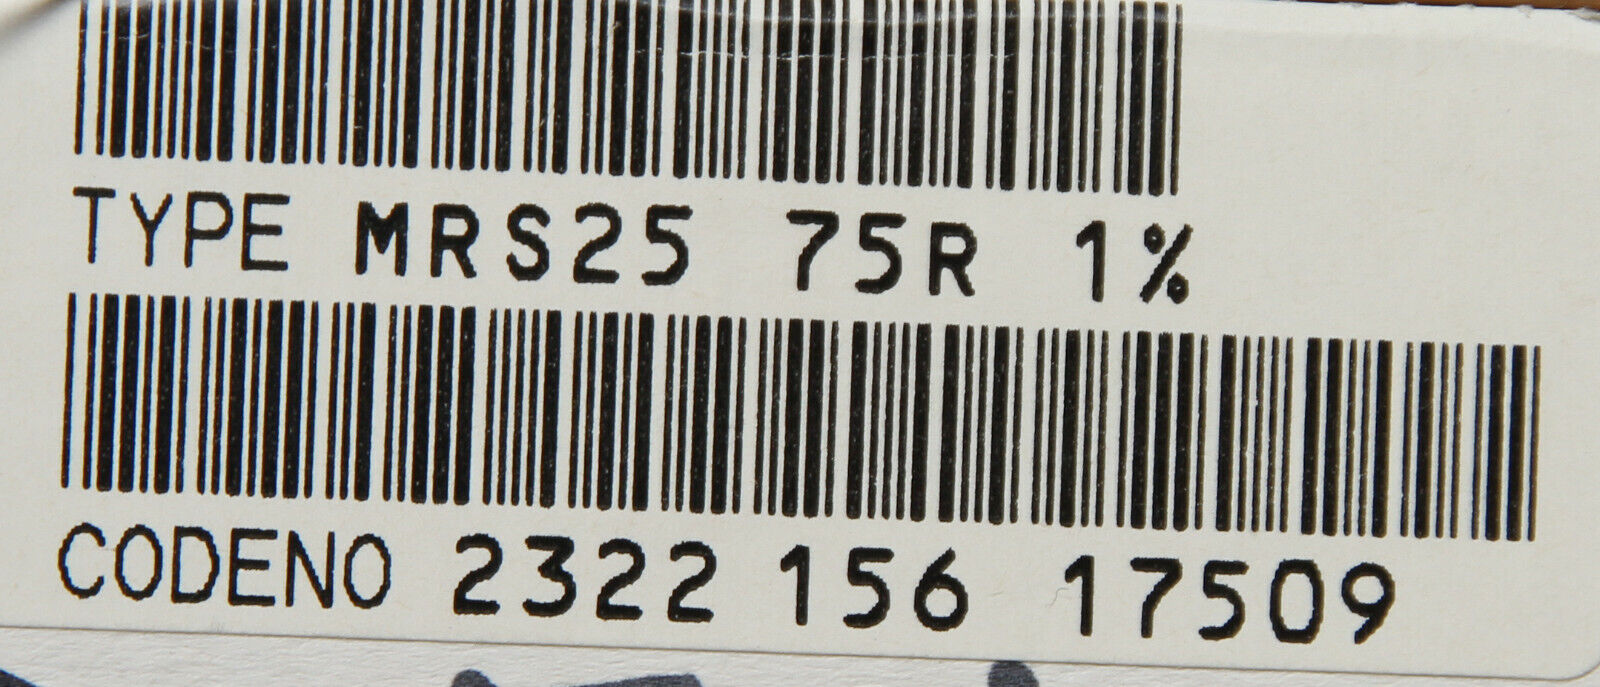 TYPE MRS25 75R 1%
CODENO 2322 156 17509